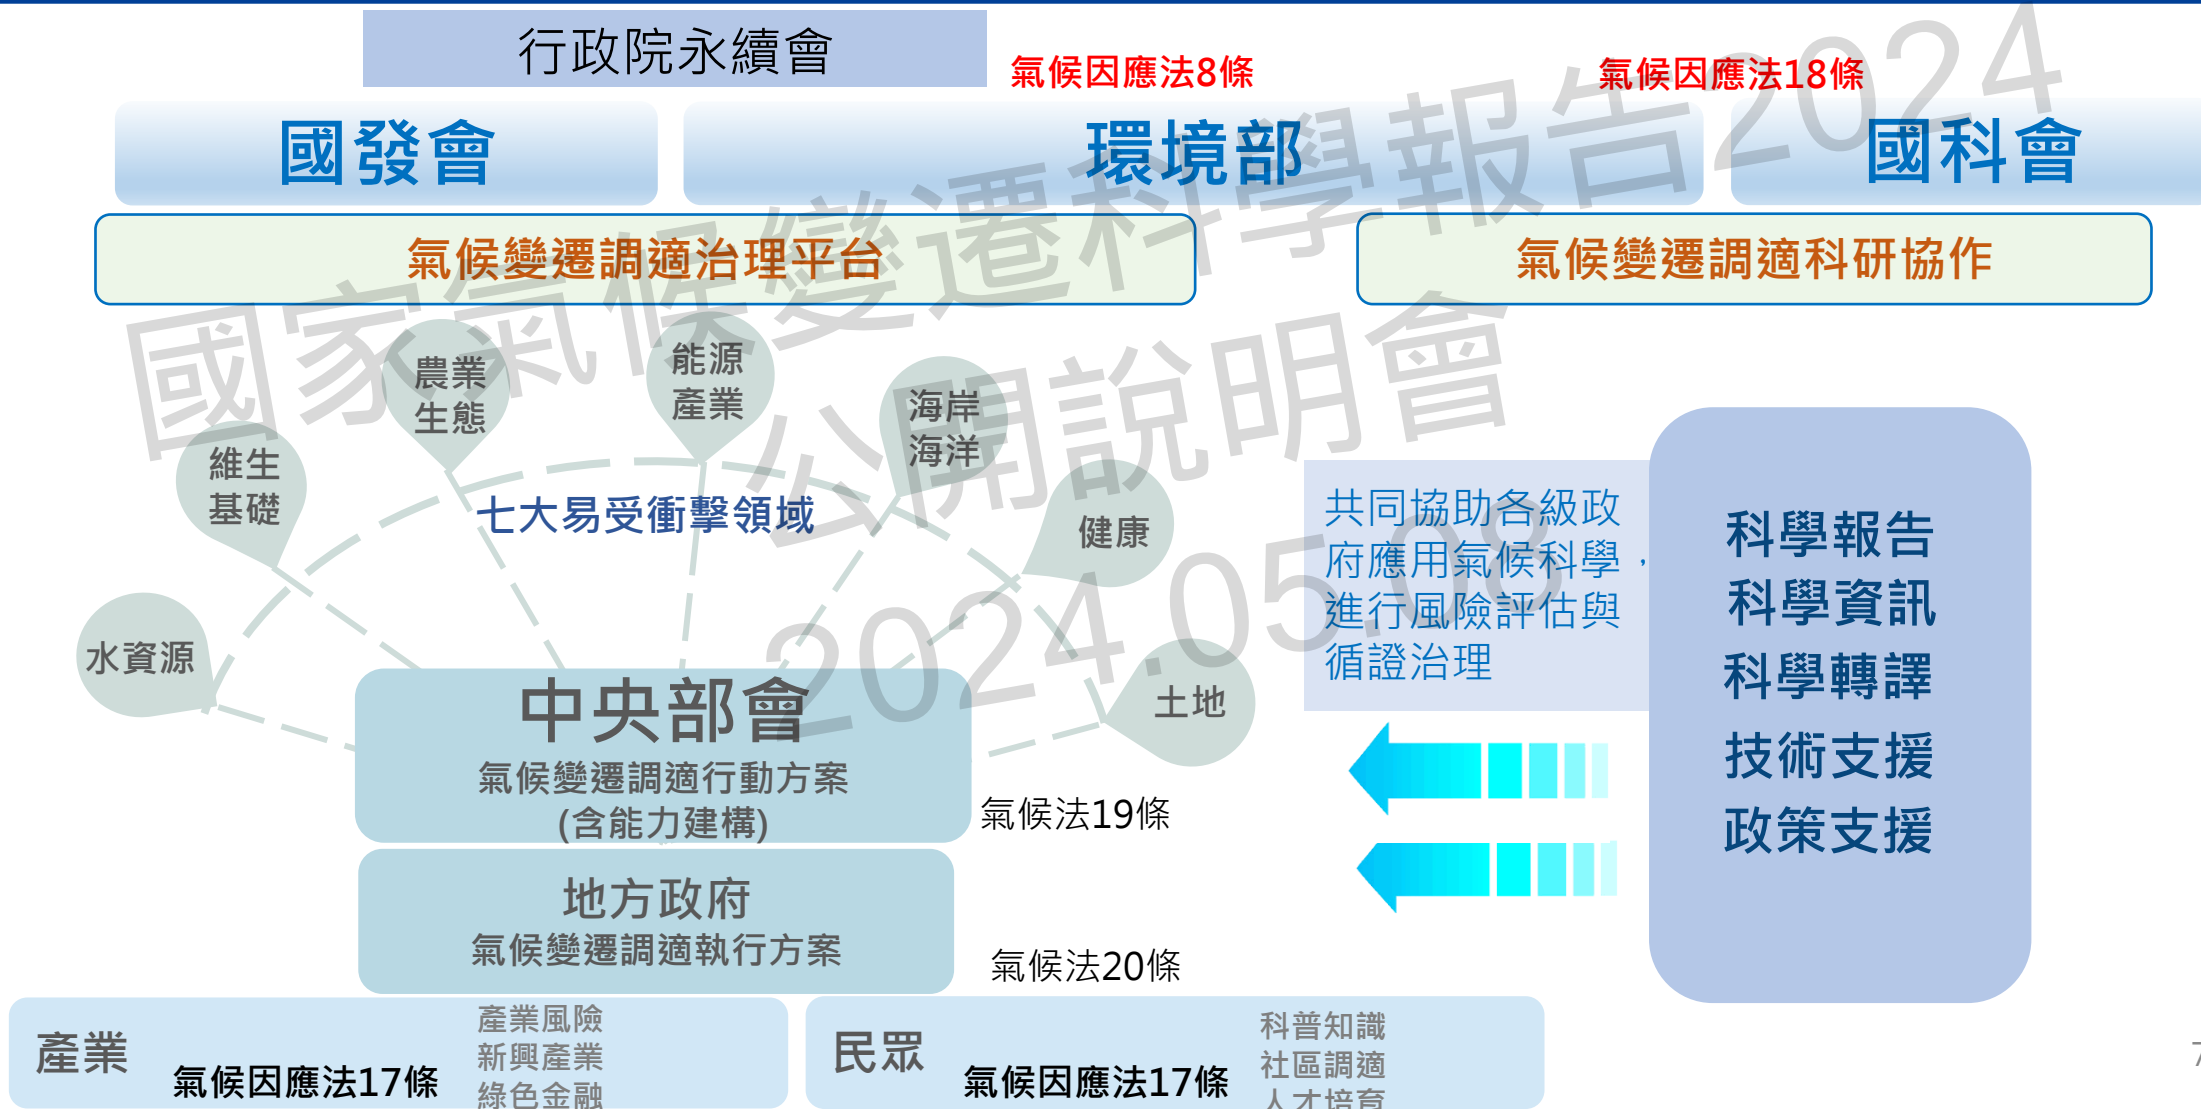 行政院永續會
氣候因應法8條
氣候因應法18條
國發會
環境部
國科會
氣候變遷調適治理平台
氣候變遷調適科研協作
國家氣候變遷科學報告2024
公開說明會
2024.05.08
農業
生態
能源
產業
海岸
海洋
維生
基礎
健康
水資源
土地
七大易受衝擊領域
中央部會
氣候變遷調適行動方案
(含能力建構)
氣候法19條
地方政府
氣候變遷調適執行方案
氣候法20條
共同協助各級政
府應用氣候科學，
進行風險評估與
循證治理
科學報告
科學資訊
科學轉譯
技術支援
政策支援
產業
氣候因應法17條
產業風險
新興產業
綠色金融
民眾
氣候因應法17條
科普知識
社區調適
人才培育
7